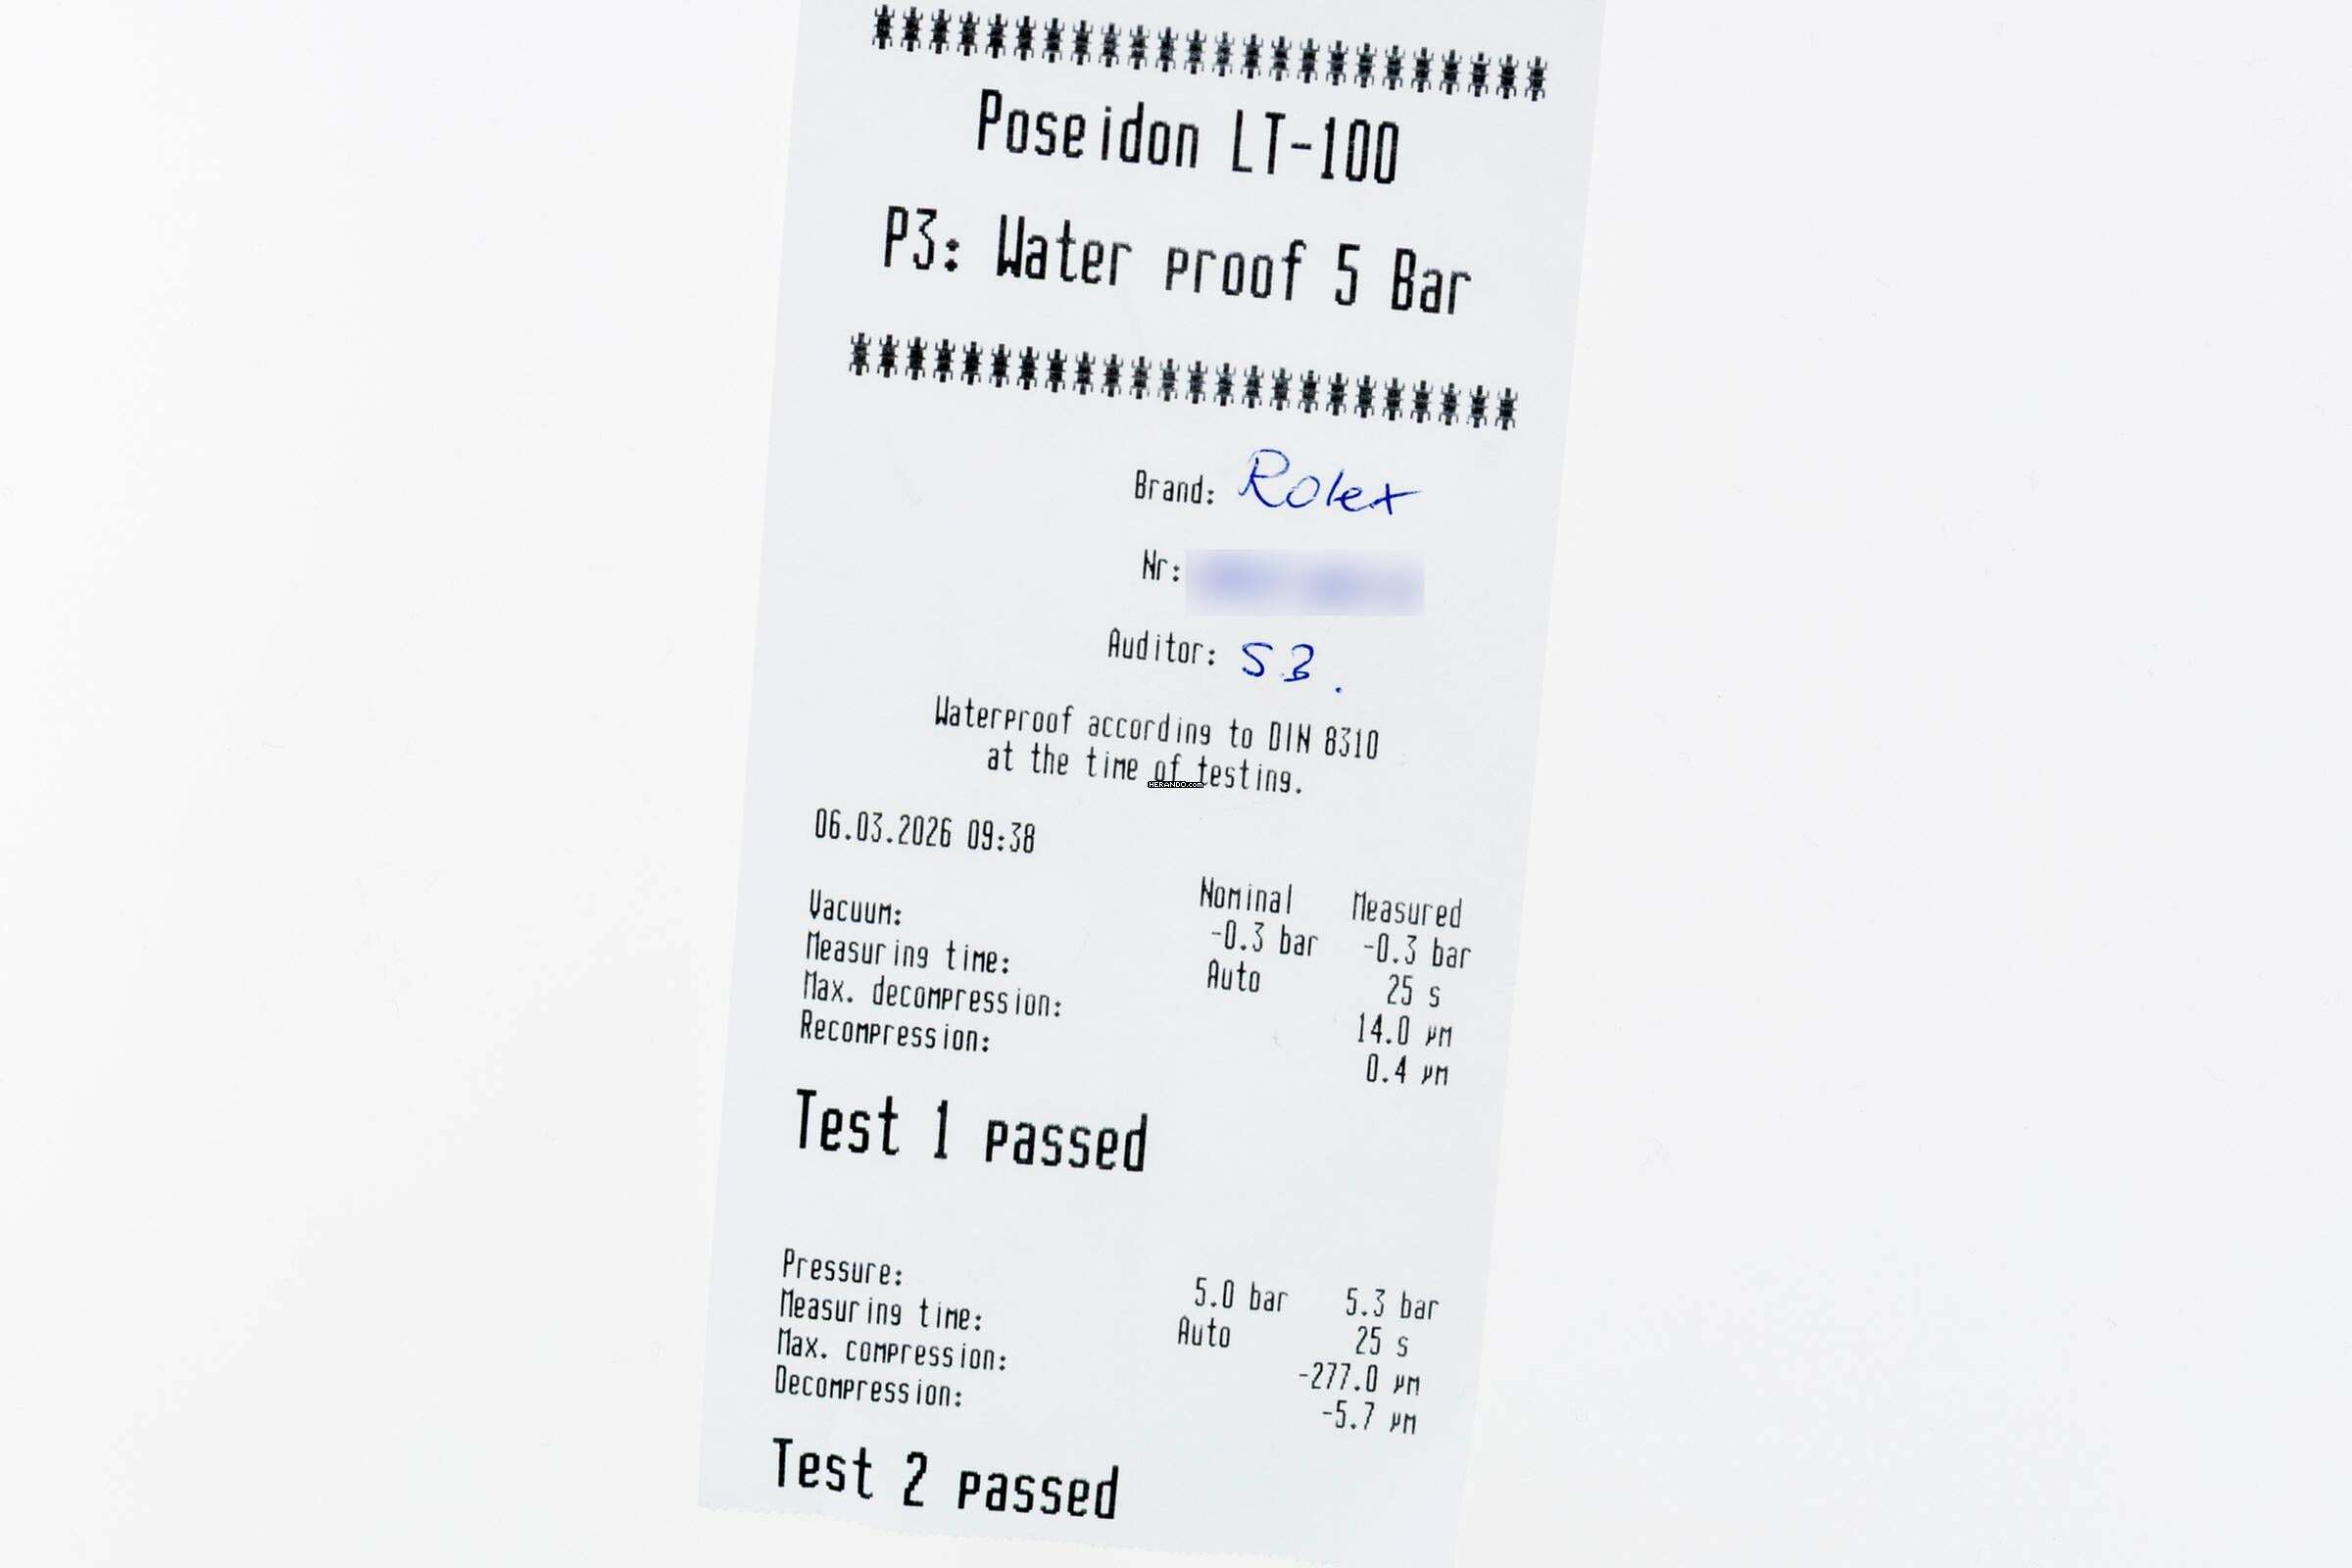 Poseidon LT-100
P3: Water proof 5 Bar
Brand: Rolex
Nr:
Auditor: SB.
Waterproof according to DIN 8310
at the time of testing.
HERANDO.com
06.03.2026 09:38
Nominal Measured
Vacuum: -0.3 bar -0.3 bar
Measuring time: Auto 25 s
Max. decompression: 14.0 µm
Recompression: 0.4 µm
Test 1 passed
Pressure: 5.0 bar 5.3 bar
Measuring time: Auto 25 s
Max. compression: -277.0 µm
Decompression: -5.7 µm
Test 2 passed